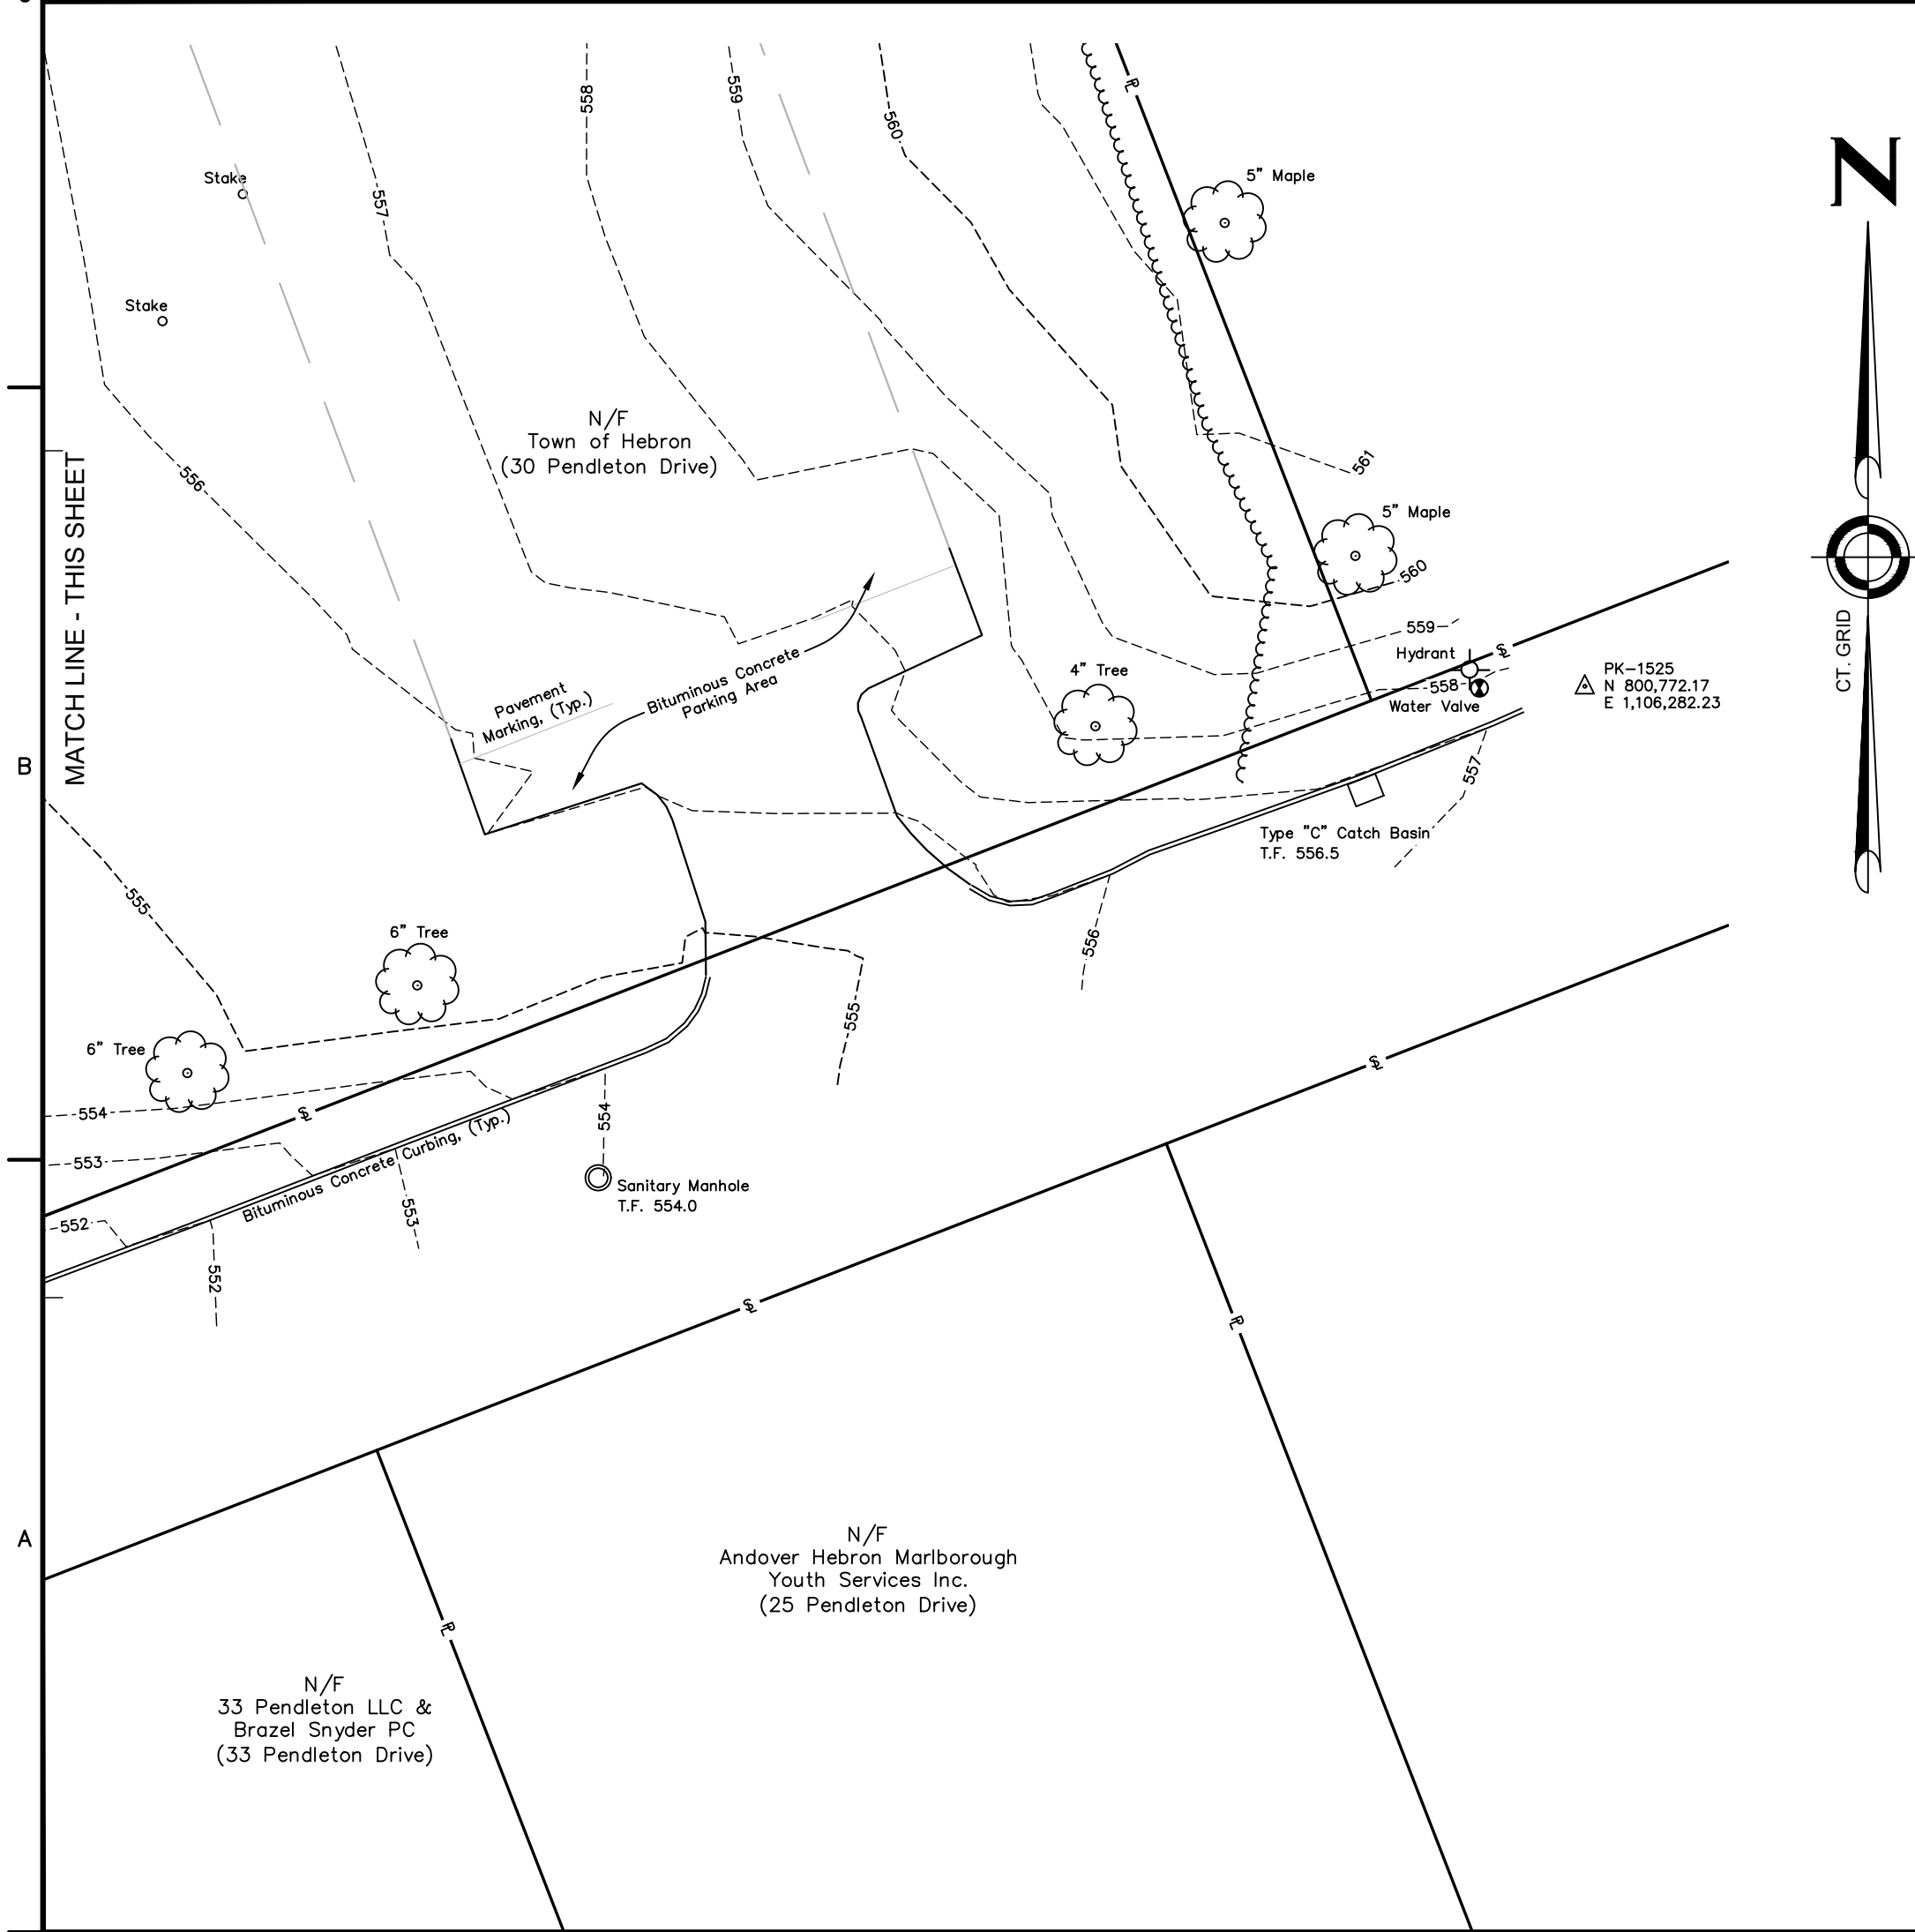 558
559
560
5" Maple
N
Stake
557
Stake
N/F
Town of Hebron
(30 Pendleton Drive)
556
561
MATCH LINE - THIS SHEET
5" Maple
560
559
Hydrant
558
Water Valve
PK-1525
N 800,772.17
E 1,106,282.23
CT. GRID
4" Tree
Bituminous Concrete
Parking Area
Pavement
Marking, (Typ.)
B
557
Type "C" Catch Basin
T.F. 556.5
555
6" Tree
556
555
6" Tree
554
554
553
Bituminous Concrete Curbing, (Typ.)
553
Sanitary Manhole
T.F. 554.0
552
552
A
N/F
Andover Hebron Marlborough
Youth Services Inc.
(25 Pendleton Drive)
N/F
33 Pendleton LLC &
Brazel Snyder PC
(33 Pendleton Drive)